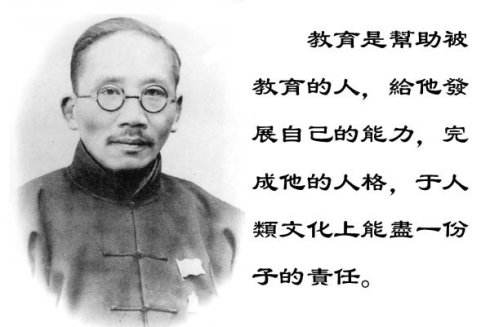 教育是幫助被
教育的人，給他發
展自己的能力，完
成他的人格，于人
類文化上能盡一份
子的責任。